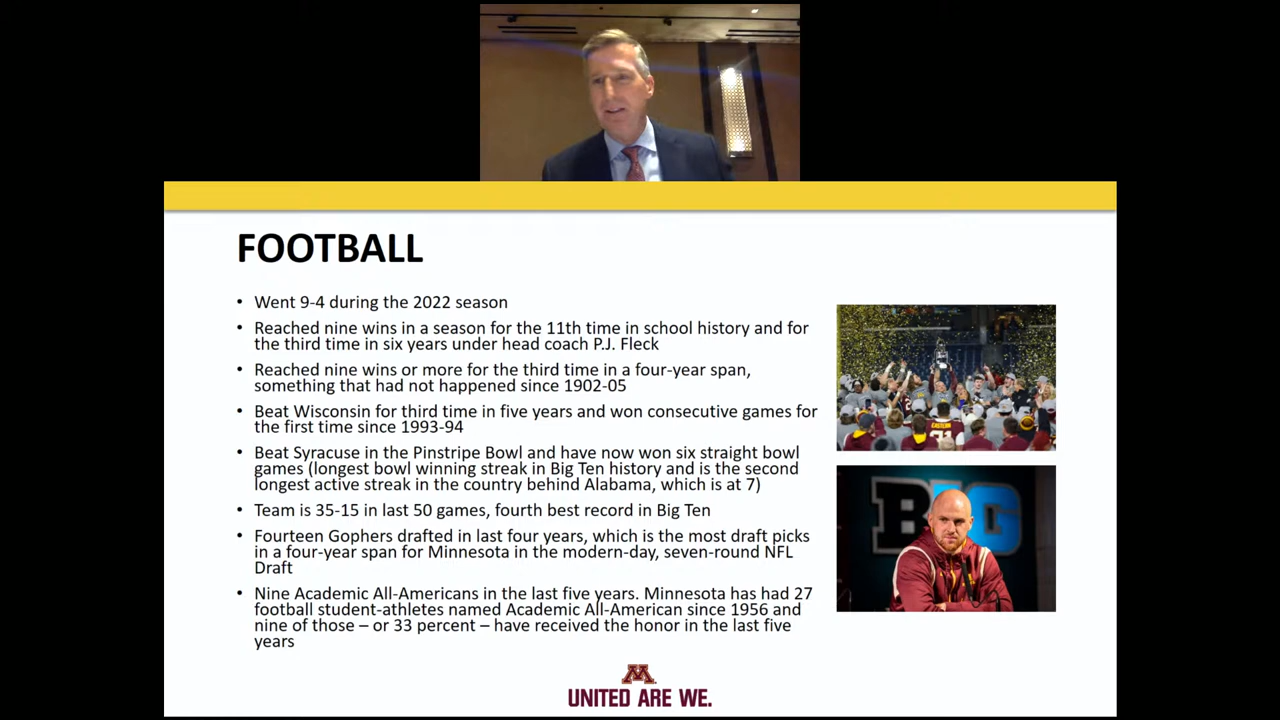 FOOTBALL
• Went 9-4 during the 2022 season
• Reached nine wins in a season for the 11th time in school history and for
the third time in six years under head coach P.J. Fleck
• Reached nine wins or more for the third time in a four-year span,
something that had not happened since 1902-05
• Beat Wisconsin for third time in five years and won consecutive games for
the first time since 1993-94
• Beat Syracuse in the Pinstripe Bowl and have now won six straight bowl
games (longest bowl winning streak in Big Ten history and is the second
longest active streak in the country behind Alabama, which is at 7)
• Team is 35-15 in last 50 games, fourth best record in Big Ten
• Fourteen Gophers drafted in last four years, which is the most draft picks
in a four-year span for Minnesota in the modern-day, seven-round NFL
Draft
• Nine Academic All-Americans in the last five years. Minnesota has had 27
football student-athletes named Academic All-American since 1956 and
nine of those – or 33 percent – have received the honor in the last five
years
BIG
M
UNITED ARE WE.